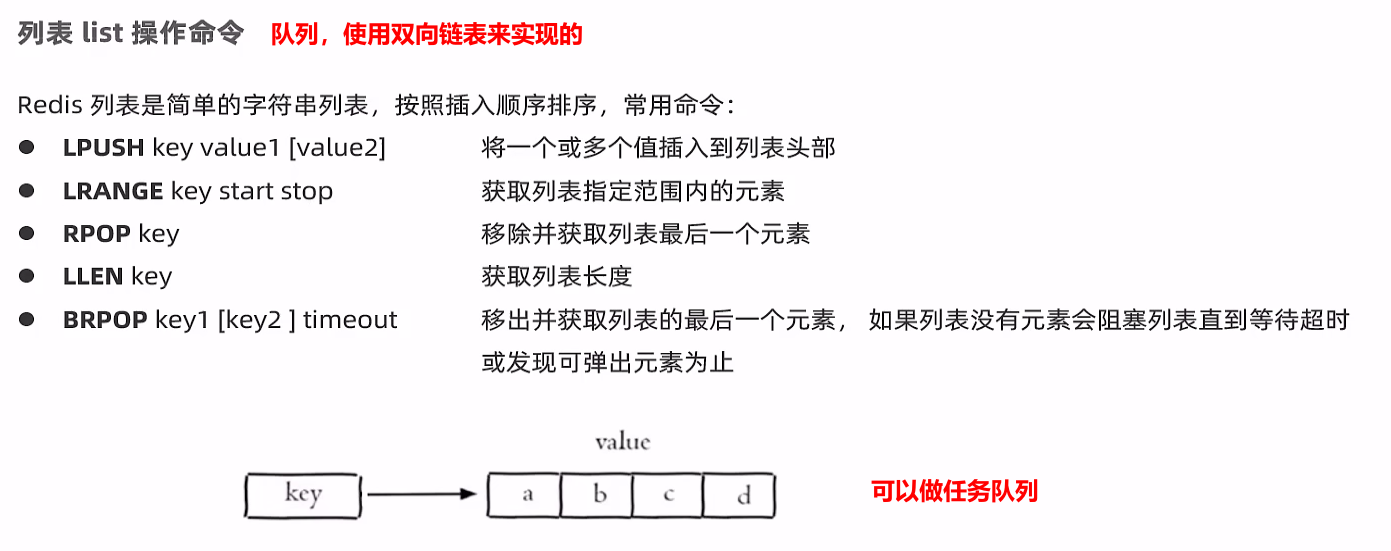 列表 list 操作命令 队列，使用双向链表来实现的
Redis 列表是简单的字符串列表，按照插入顺序排序，常用命令：
● LPUSH key value1 [value2] 将一个或多个值插入到列表头部
● LRANGE key start stop 获取列表指定范围内的元素
● RPOP key 移除并获取列表最后一个元素
● LLEN key 获取列表长度
● BRPOP key1 [key2 ] timeout 移出并获取列表的最后一个元素， 如果列表没有元素会阻塞列表直到等待超时
或发现可弹出元素为止
value
key a b c d 可以做任务队列